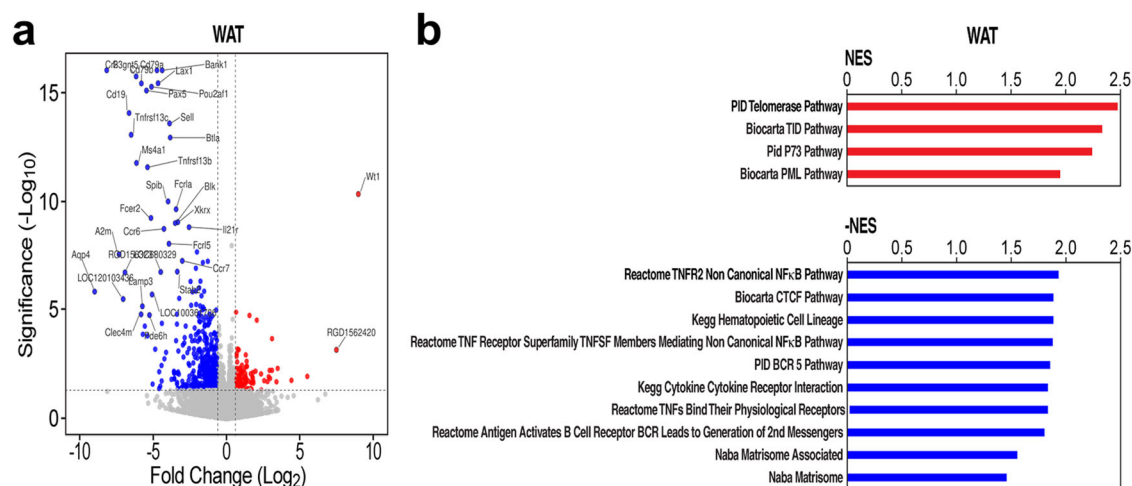 a
WAT
Significance (-Log10)
15
10
5
0
-10
-5
0
5
10
Fold Change (Log2)
Cd79a
Bank1
Cd79b
Lax1
Cd19
Pax5
Pou2af1
Tnfrsf13c
Sell
Btla
Ms4a1
Tnfrsf13b
Wt1
Spib
Fcrla
Blk
Fcer2
Xkrx
Ccr6
Il21r
A2m
Fcrl5
Aqp4
Ccr7
LOC120103436
Lamp3
Clec4m
RGD1562420
b
WAT
NES
0
0.5
1.0
1.5
2.0
2.5
PID Telomerase Pathway
Biocarta TID Pathway
Pid P73 Pathway
Biocarta PML Pathway
-NES
0
0.5
1.0
1.5
2.0
2.5
Reactome TNFR2 Non Canonical NFκB Pathway
Biocarta CTCF Pathway
Kegg Hematopoietic Cell Lineage
Reactome TNF Receptor Superfamily TNFSF Members Mediating Non Canonical NFκB Pathway
PID BCR 5 Pathway
Kegg Cytokine Cytokine Receptor Interaction
Reactome TNFs Bind Their Physiological Receptors
Reactome Antigen Activates B Cell Receptor BCR Leads to Generation of 2nd Messengers
Naba Matrisome Associated
Naba Matrisome